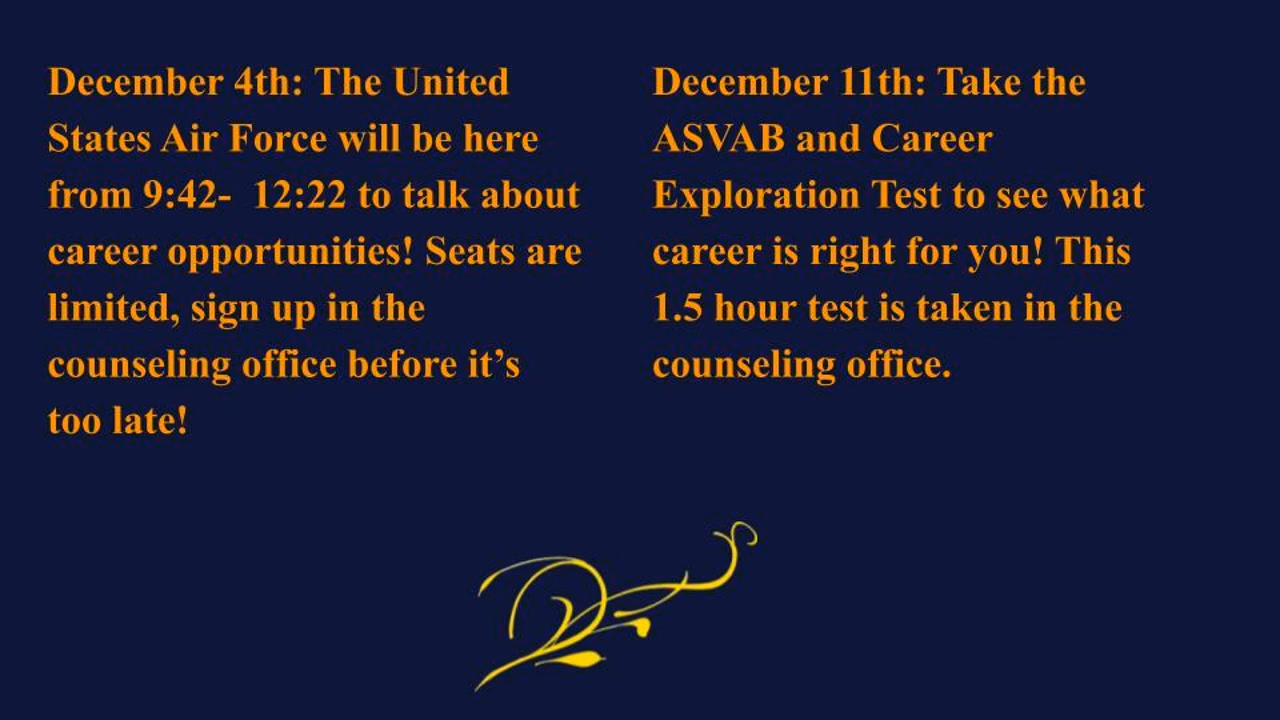 December 4th: The United
States Air Force will be here
from 9:42-  12:22 to talk about
career opportunities! Seats are
limited, sign up in the
counseling office before it’s
too late!
December 11th: Take the
ASVAB and Career
Exploration Test to see what
career is right for you! This
1.5 hour test is taken in the
counseling office.